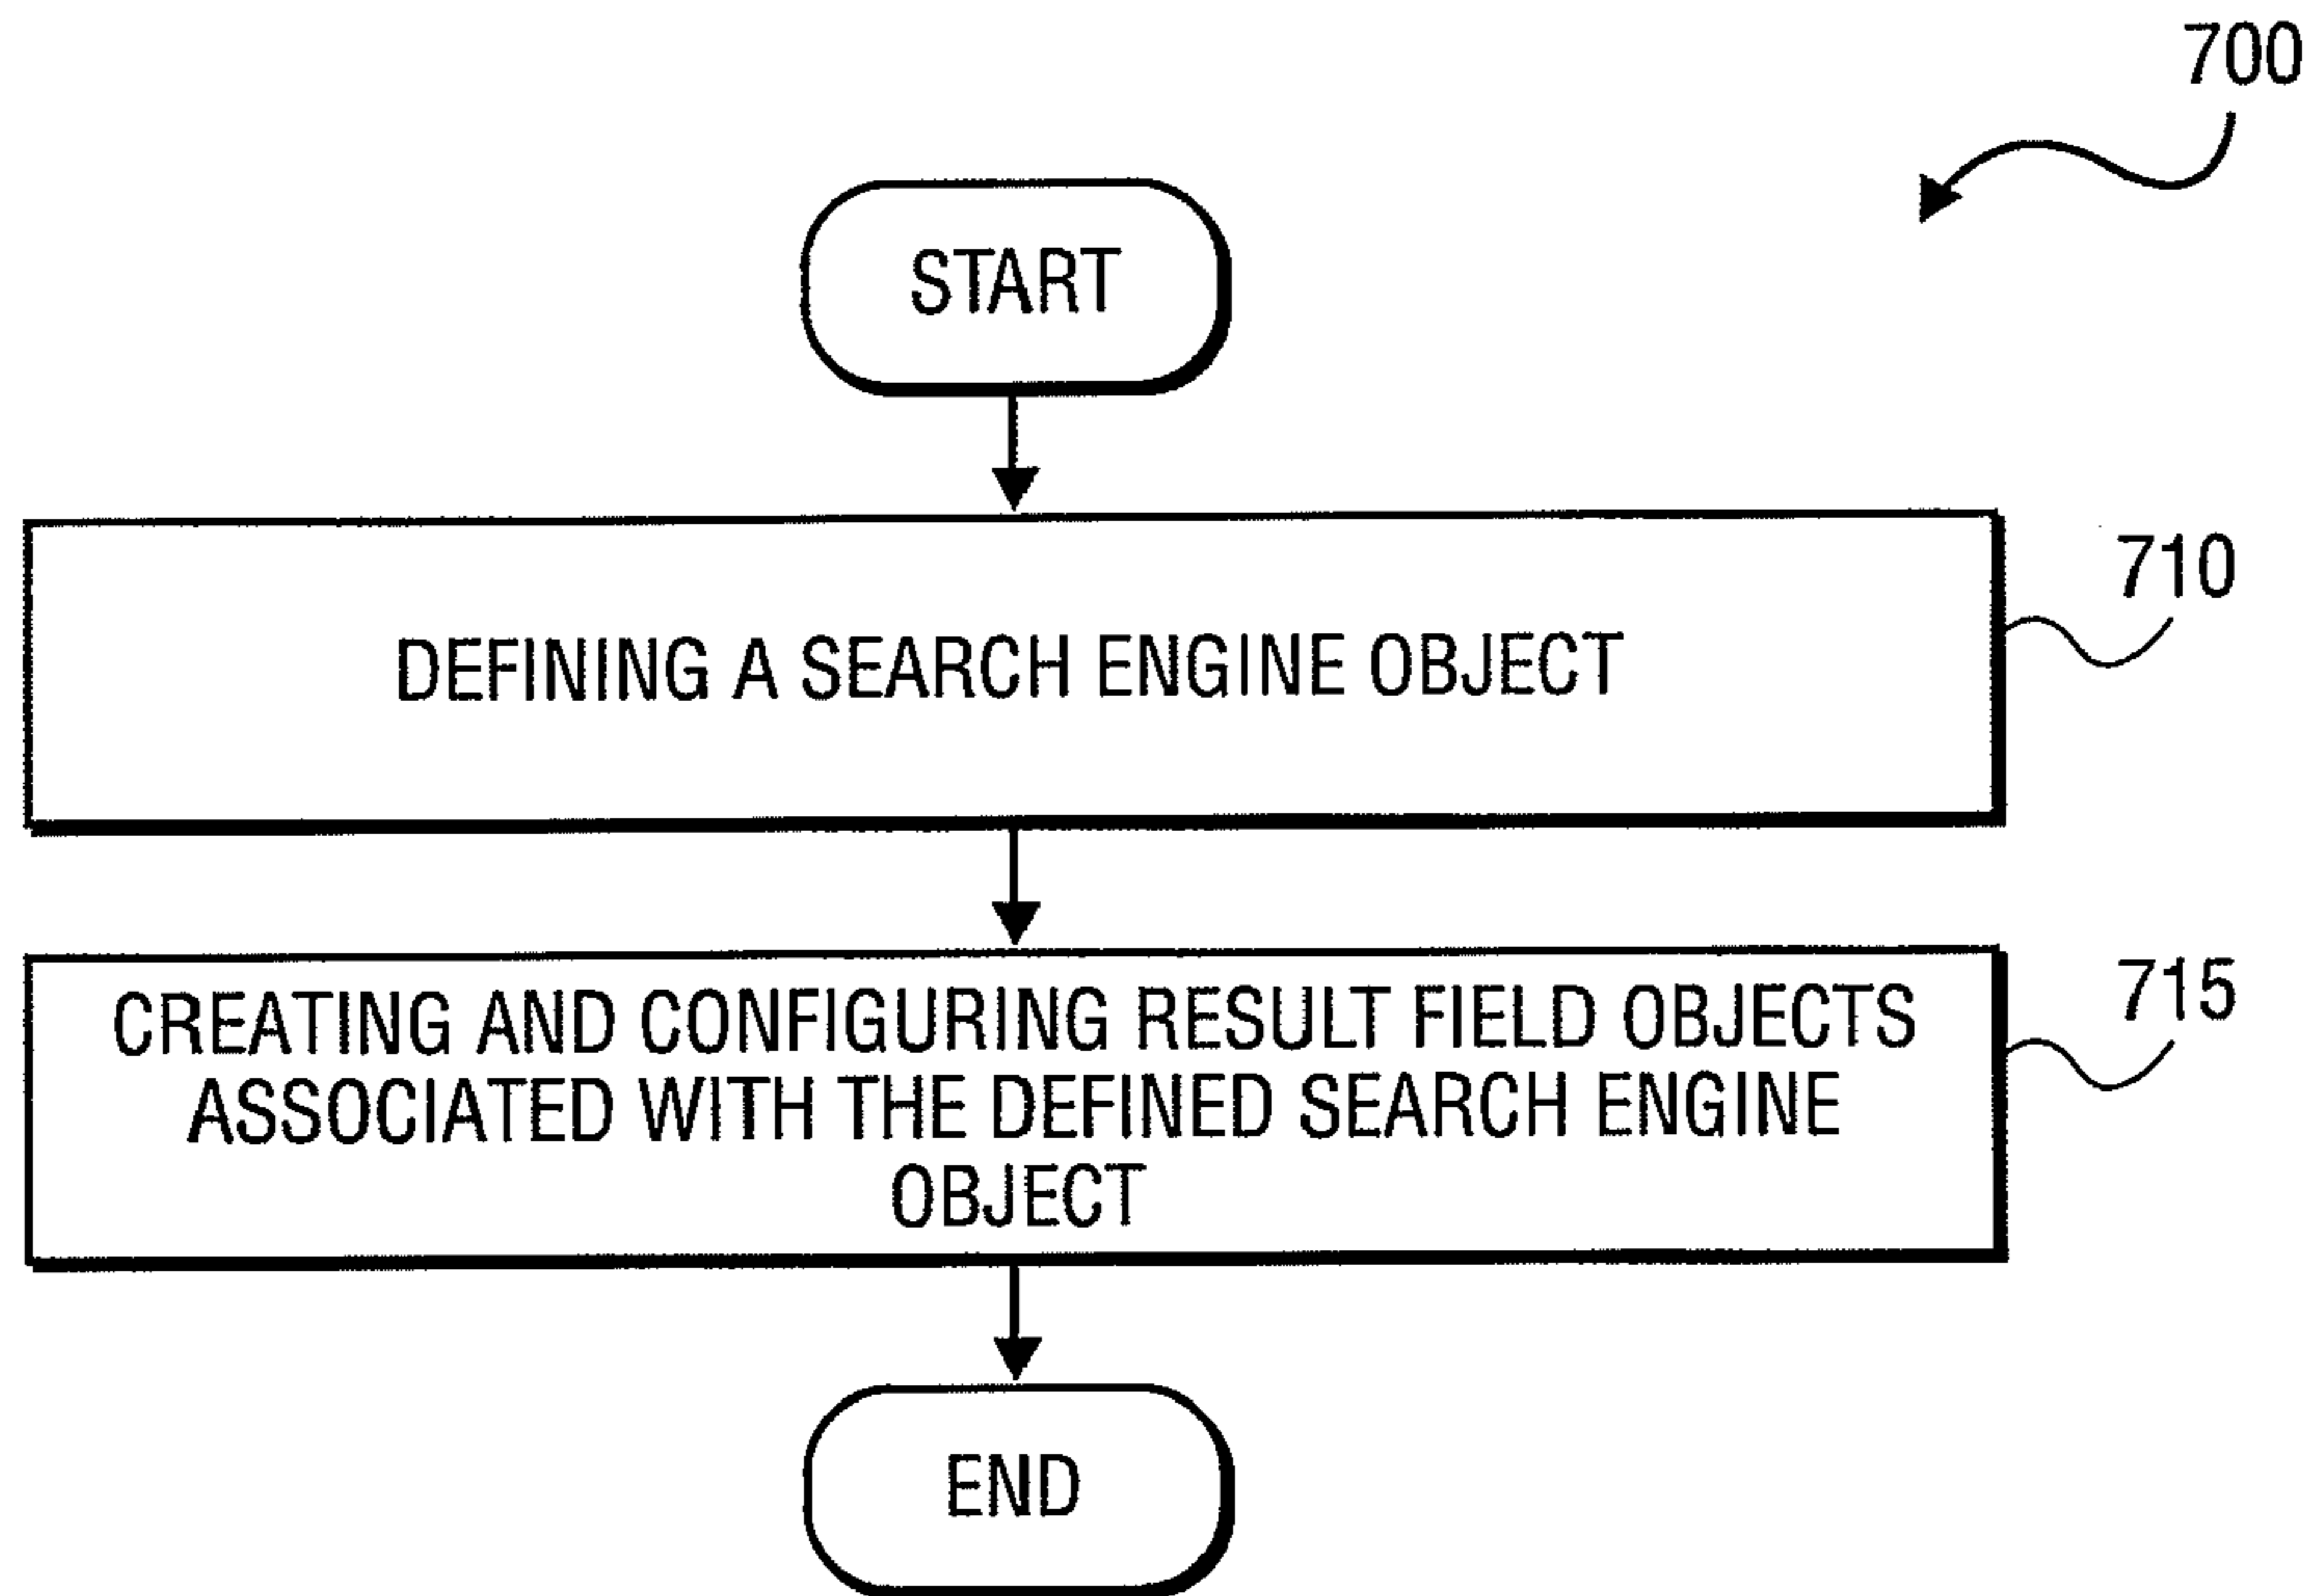 700
START
710
DEFINING A SEARCH ENGINE OBJECT
715
CREATING AND CONFIGURING RESULT FIELD OBJECTS
ASSOCIATED WITH THE DEFINED SEARCH ENGINE
OBJECT
END